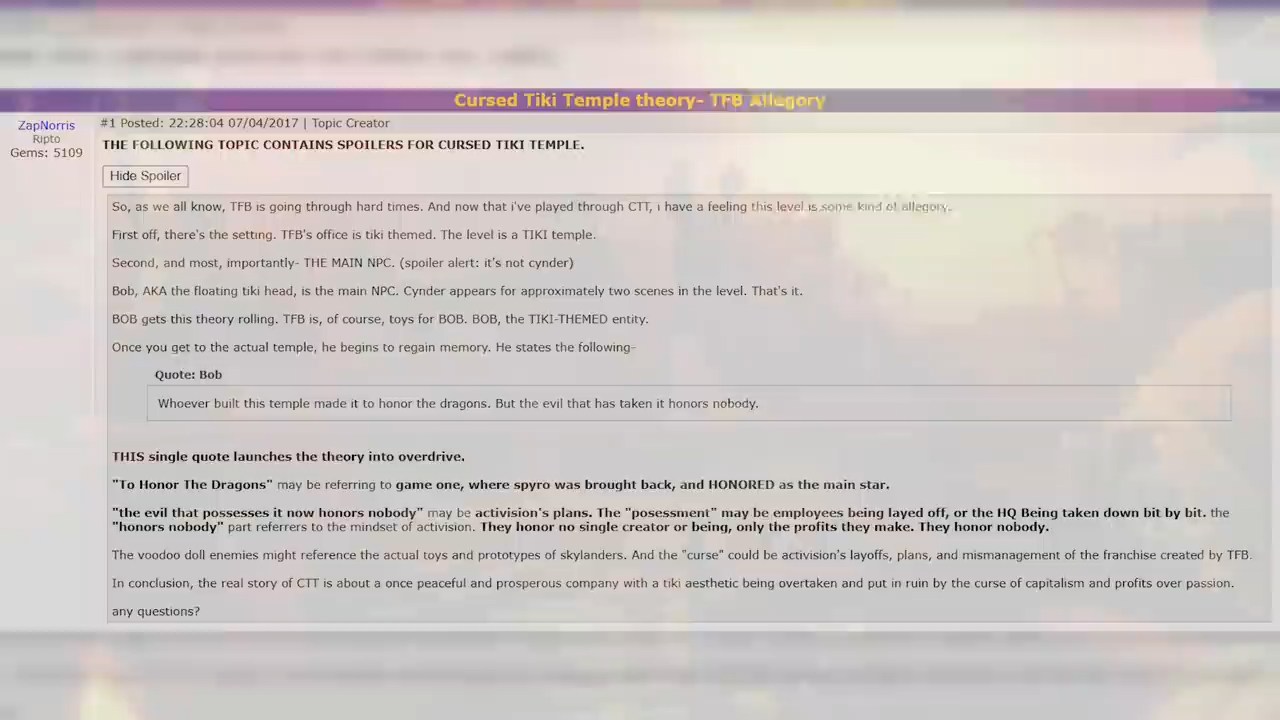 Cursed Tiki Temple theory- TFB Allegory
ZapNorris
Ripto
Gems: 5109
#1 Posted: 22:28:04 07/04/2017 | Topic Creator
THE FOLLOWING TOPIC CONTAINS SPOILERS FOR CURSED TIKI TEMPLE.
Hide Spoiler
So, as we all know, TFB is going through hard times. And now that i've played through CTT, i have a feeling this level is some kind of allegory.
First off, there's the setting. TFB's office is tiki themed. The level is a TIKI temple.
Second, and most, importantly- THE MAIN NPC. (spoiler alert: it's not cynder)
Bob, AKA the floating tiki head, is the main NPC. Cynder appears for approximately two scenes in the level. That's it.
BOB gets this theory rolling. TFB is, of course, toys for BOB. BOB, the TIKI-THEMED entity.
Once you get to the actual temple, he begins to regain memory. He states the following-
Quote: Bob
Whoever built this temple made it to honor the dragons. But the evil that has taken it honors nobody.
THIS single quote launches the theory into overdrive.
"To Honor The Dragons" may be referring to game one, where spyro was brought back, and HONORED as the main star.
"the evil that possesses it now honors nobody" may be activision's plans. The "posessment" may be employees being layed off, or the HQ Being taken down bit by bit. the
"honors nobody" part referrers to the mindset of activision. They honor no single creator or being, only the profits they make. They honor nobody.
The voodoo doll enemies might reference the actual toys and prototypes of skylanders. And the "curse" could be activision's layoffs, plans, and mismanagement of the franchise created by TFB.
In conclusion, the real story of CTT is about a once peaceful and prosperous company with a tiki aesthetic being overtaken and put in ruin by the curse of capitalism and profits over passion.
any questions?